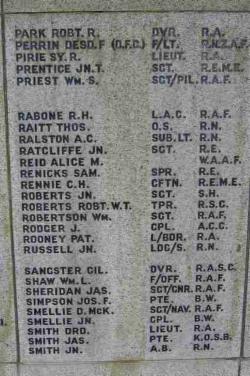 PARK ROBT. R. DVR. R.A.
PERRIN DESD. F (D.F.C.) F/LT. R.N.Z.A.F.
PIRIE SY. R. LIEUT. R.A.
PRENTICE JN. T. SGT. R.E.M.E.
PRIEST WM. S. SGT/PIL. R.A.F.
RABONE R.H. L.A.C. R.A.F.
RAITT THOS. O.S. R.N.
RALSTON A.C. SUB. LT. R.N.
RATCLIFFE JN. SGT. R.E.
REID ALICE M. W.A.A.F.
RENICKS SAM. SPR. R.E.
RENNIE C.H. CFTN. R.E.M.E.
ROBERTS JN. SGT. S.H.
ROBERTS ROBT. W.T. TPR. R.S.G.
ROBERTSON WM. SGT. R.A.F.
RODGER J. CPL. A.C.C.
ROONEY PAT. L/BDR. R.A.
RUSSELL JN. LDG/S. R.N.
SANGSTER GIL. DVR. R.A.S.C.
SHAW WM. L. F/OFF. R.A.F.
SHERIDAN JAS. SGT/GNR. R.A.F.
SIMPSON JOS. F. PTE. B.W.
SMELLIE D. MCK. SGT/NAV. R.A.F.
SMELLIE JN. CPL. B.W.
SMITH ORD. LIEUT. R.A.
SMITH JAS. PTE. K.O.S.B.
SMITH JN. A.B. R.N.